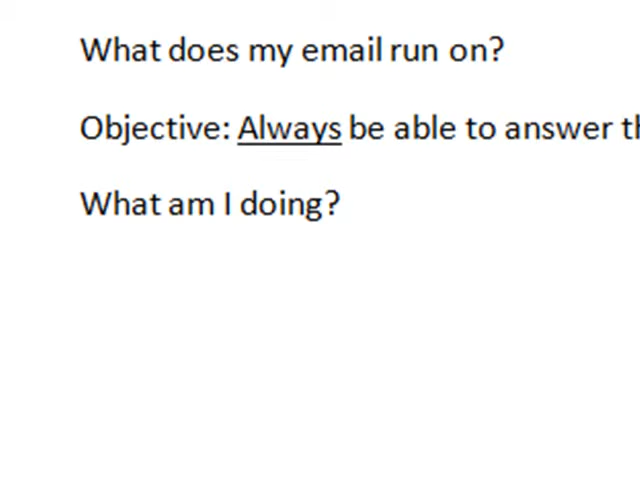 What does my email run on?
Objective: Always be able to answer th
What am I doing?